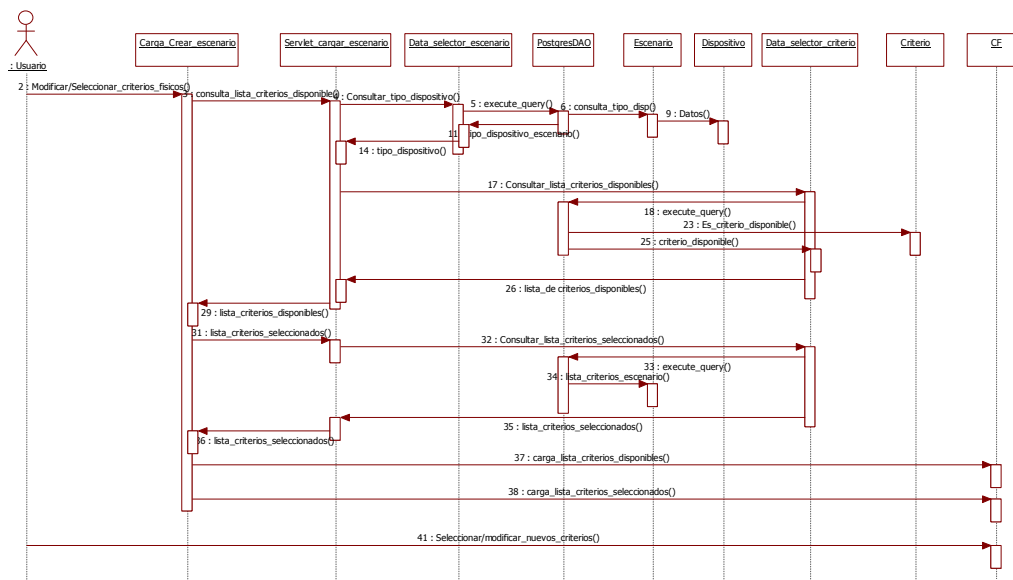 Carga_Crear_escenario
Servlet_cargar_escenario
Data_selector_escenario
PostgresDAO
Escenario
Dispositivo
Data_selector_criterio
Criterio
CF
: Usuario
2 : Modificar/Seleccionar_criterios_fisicos()
3 : consulta_lista_criterios_disponible()
4 : Consultar_tipo_dispositivo()
5 : execute_query()
6 : consulta_tipo_disp()
9 : Datos()
11 : tipo_dispositivo_escenario()
14 : tipo_dispositivo()
17 : Consultar_lista_criterios_disponibles()
18 : execute_query()
23 : Es_criterio_disponible()
25 : criterio_disponible()
26 : lista_de criterios_disponibles()
29 : lista_criterios_disponibles()
31 : lista_criterios_seleccionados()
32 : Consultar_lista_criterios_seleccionados()
33 : execute_query()
34 : lista_criterios_escenario()
35 : lista_criterios_seleccionados()
36 : lista_criterios_seleccionados()
37 : carga_lista_criterios_disponibles()
38 : carga_lista_criterios_seleccionados()
41 : Seleccionar/modificar_nuevos_criterios()